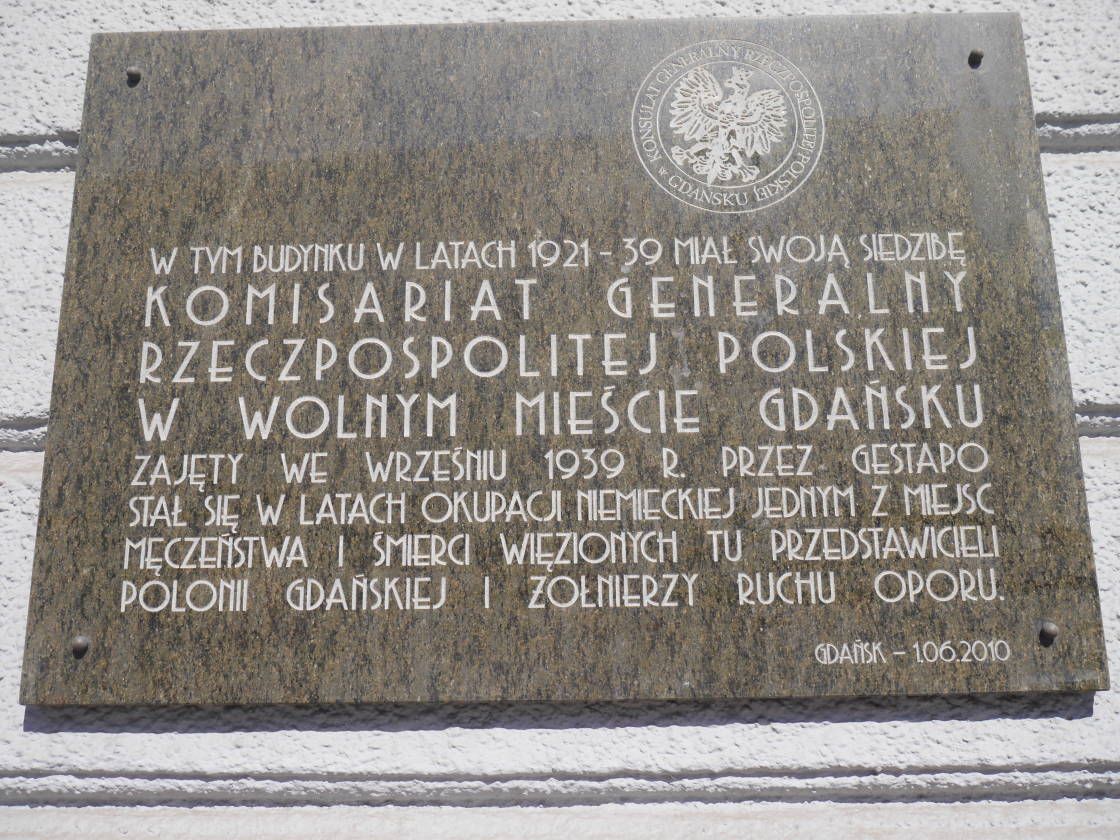 KONSULAT GENERALNY RZECZPOSPOLITEJ POLSKIEJ * GDAŃSKU
W TYM BUDYNKU W LATACH 1921 - 39 MIAŁ SWOJĄ SIEDZIBĘ
KOMISARIAT GENERALNY
RZECZPOSPOLITEJ POLSKIEJ
W WOLNYM MIEŚCIE GDAŃSKU
ZAJĘTY WE WRZEŚNIU 1939 R. PRZEZ GESTAPO
STAŁ SIĘ W LATACH OKUPACJI NIEMIECKIEJ JEDNYM Z MIEJSC
MĘCZEŃSTWA I ŚMIERCI WIĘZIONYCH TU PRZEDSTAWICIELI
POLONII GDAŃSKIEJ I ŻOŁNIERZY RUCHU OPORU.
GDAŃSK - 1.06.2010